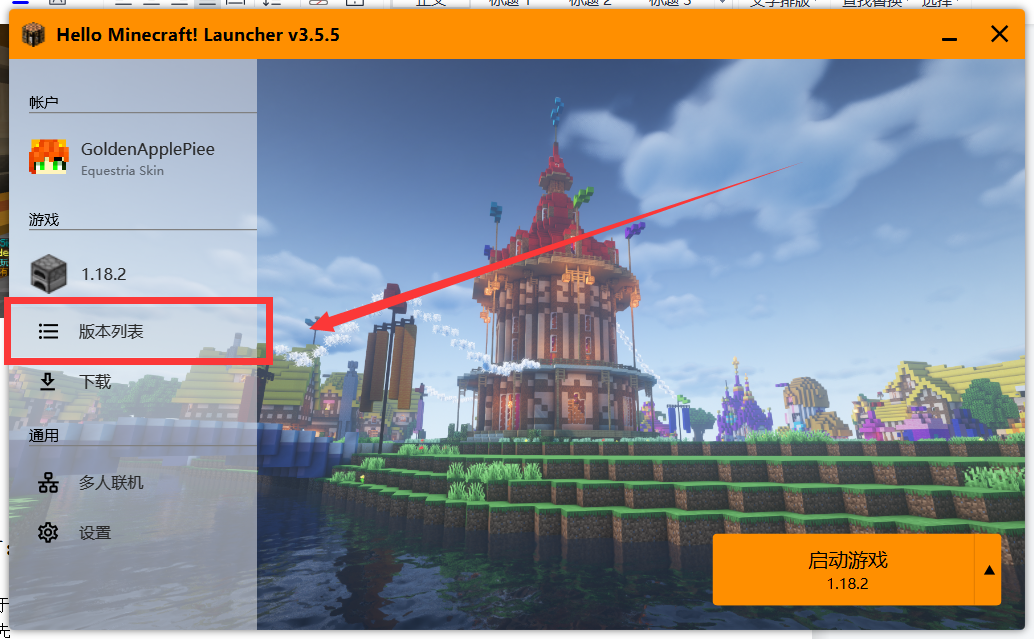 Hello Minecraft! Launcher v3.5.5
帐户
GoldenApplePiee
Equestria Skin
游戏
1.18.2
版本列表
下载
通用
多人联机
设置
启动游戏
1.18.2